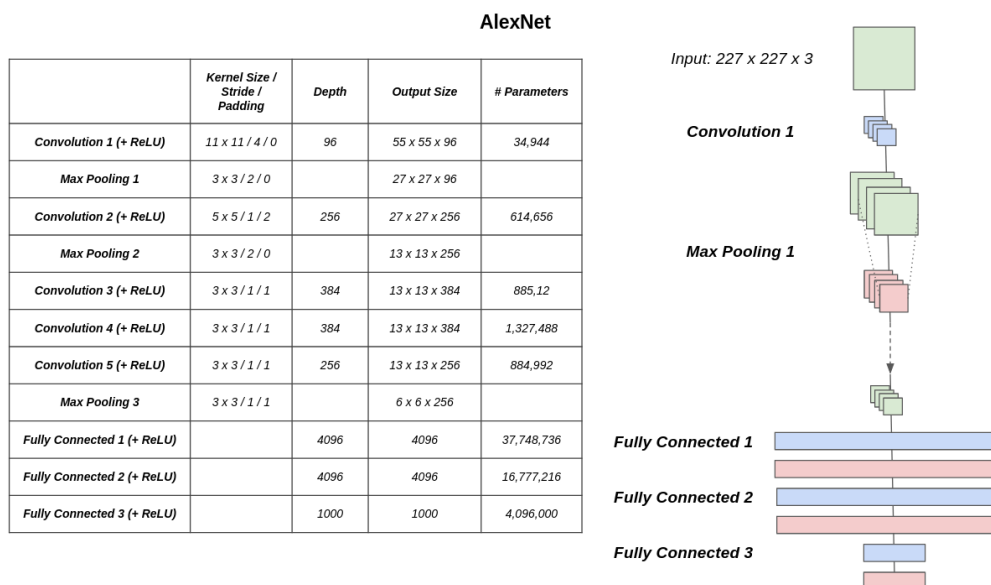 AlexNet
Kernel Size /
Stride /
Padding
Depth
Output Size
# Parameters
Convolution 1 (+ ReLU) 11 x 11 / 4 / 0 96 55 x 55 x 96 34,944
Max Pooling 1 3 x 3 / 2 / 0 27 x 27 x 96
Convolution 2 (+ ReLU) 5 x 5 / 1 / 2 256 27 x 27 x 256 614,656
Max Pooling 2 3 x 3 / 2 / 0 13 x 13 x 256
Convolution 3 (+ ReLU) 3 x 3 / 1 / 1 384 13 x 13 x 384 885,12
Convolution 4 (+ ReLU) 3 x 3 / 1 / 1 384 13 x 13 x 384 1,327,488
Convolution 5 (+ ReLU) 3 x 3 / 1 / 1 256 13 x 13 x 256 884,992
Max Pooling 3 3 x 3 / 1 / 1 6 x 6 x 256
Fully Connected 1 (+ ReLU) 4096 4096 37,748,736
Fully Connected 2 (+ ReLU) 4096 4096 16,777,216
Fully Connected 3 (+ ReLU) 1000 1000 4,096,000
Input: 227 x 227 x 3
Convolution 1
Max Pooling 1
Fully Connected 1
Fully Connected 2
Fully Connected 3